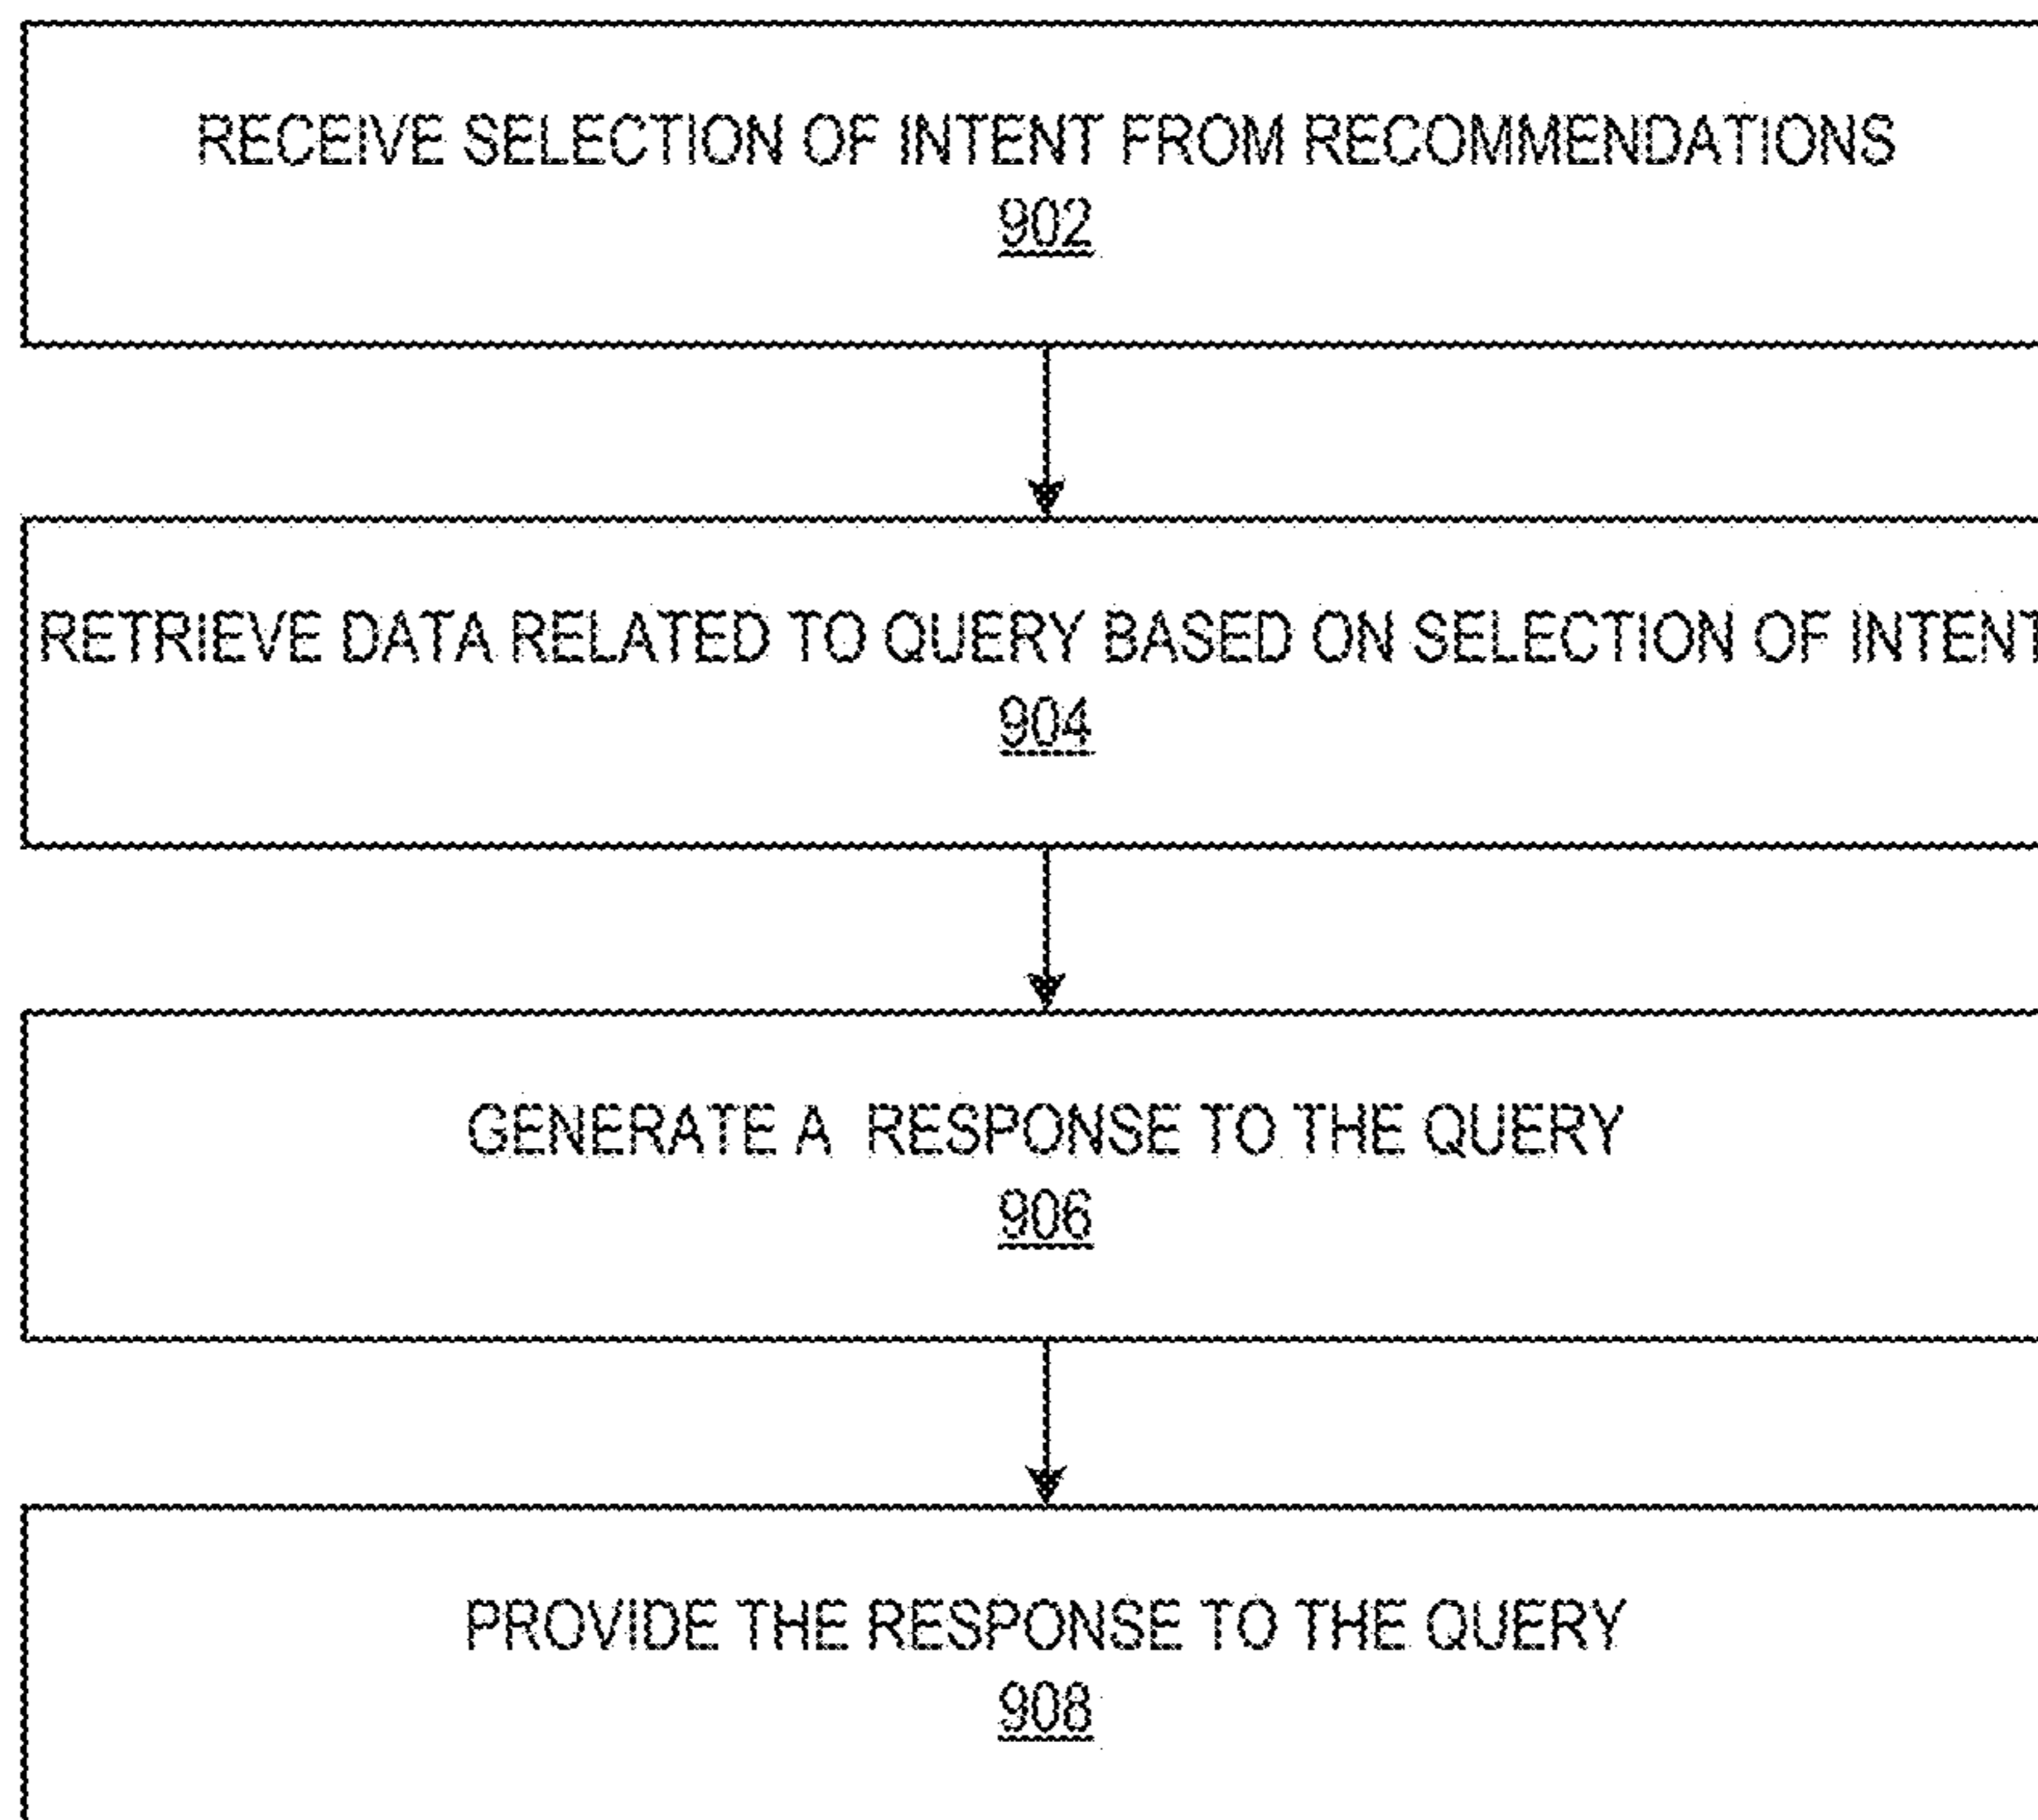 RECEIVE SELECTION OF INTENT FROM RECOMMENDATIONS
902
RETRIEVE DATA RELATED TO QUERY BASED ON SELECTION OF INTENT
904
GENERATE A RESPONSE TO THE QUERY
906
PROVIDE THE RESPONSE TO THE QUERY
908